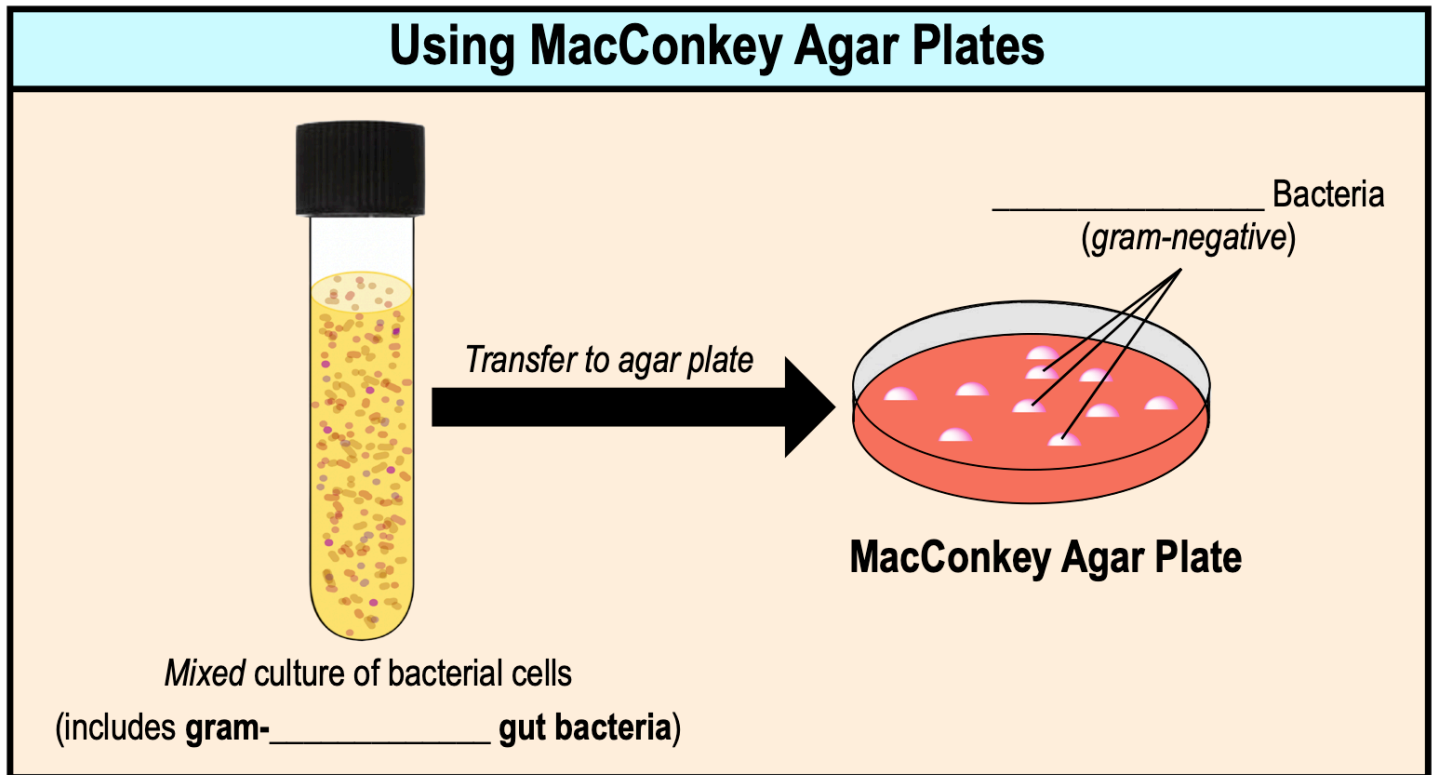 Using MacConkey Agar Plates
_______________ Bacteria
(gram-negative)
Transfer to agar plate
MacConkey Agar Plate
Mixed culture of bacterial cells
(includes gram-____________ gut bacteria)